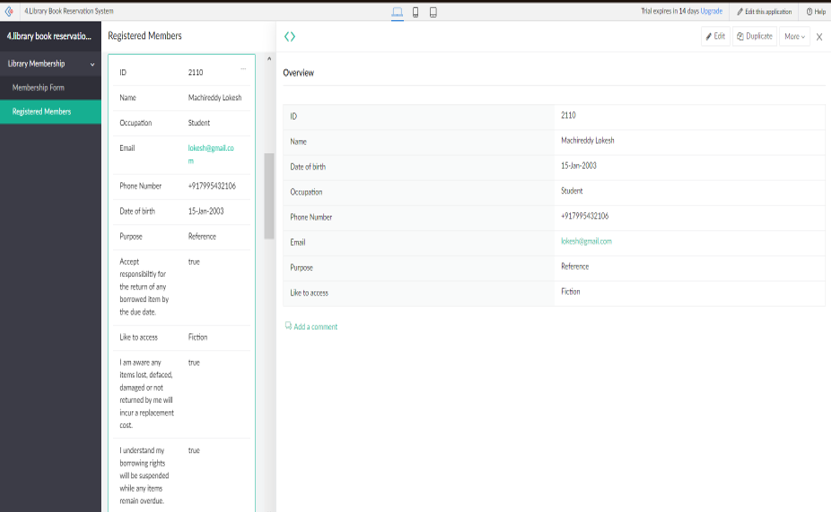 4.Library Book Reservation System
Trial expires in 14 days Upgrade
Edit this application
Help
4.library book reservatio...
Library Membership
Membership Form
Registered Members
Registered Members
ID 2110
Name Machireddy Lokesh
Occupation Student
Email lokesh@gmail.co
m
Phone Number +917995432106
Date of birth 15-Jan-2003
Purpose Reference
Accept true
responsibiltiy for
the return of any
borrowed item by
the due date.
Like to access Fiction
I am aware any true
items lost, defaced,
damaged or not
returned by me will
incur a replacement
cost.
I understand my true
borrowing rights
will be suspended
while any items
remain overdue.
Edit
Duplicate
More
Overview
ID 2110
Name Machireddy Lokesh
Date of birth 15-Jan-2003
Occupation Student
Phone Number +917995432106
Email lokesh@gmail.com
Purpose Reference
Like to access Fiction
Add a comment